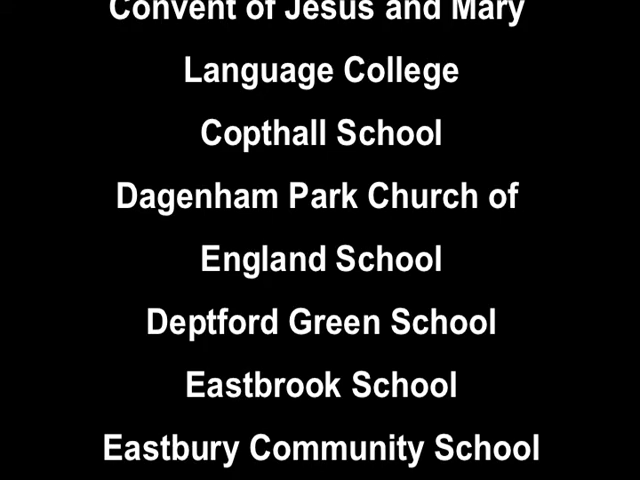 Convent of Jesus and Mary
Language College
Copthall School
Dagenham Park Church of
England School
Deptford Green School
Eastbrook School
Eastbury Community School